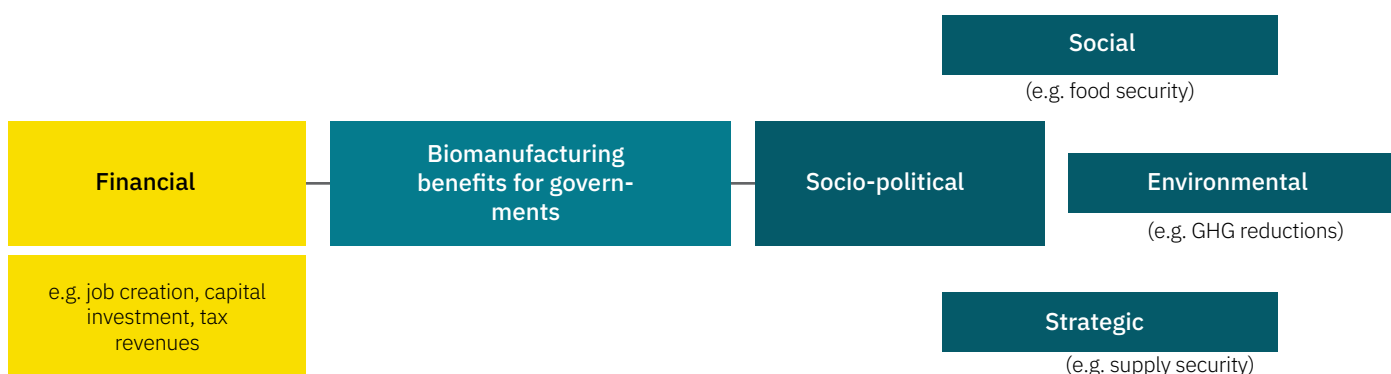 Social
(e.g. food security)
Financial
Biomanufacturing
benefits for govern-
ments
Socio-political
Environmental
(e.g. GHG reductions)
e.g. job creation, capital
investment, tax
revenues
Strategic
(e.g. supply security)